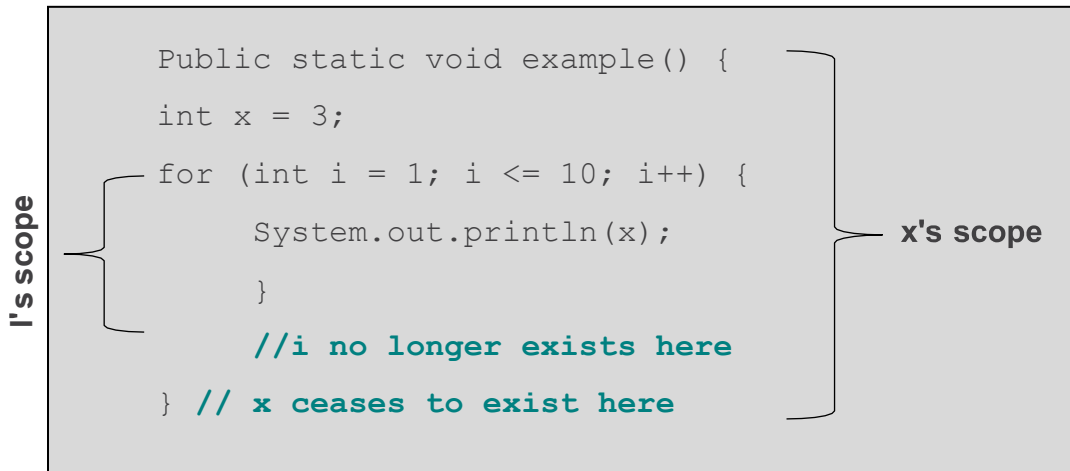 Public static void example() {
int x = 3;
for (int i = 1; i <= 10; i++) {
System.out.println(x);
}
//i no longer exists here
} // x ceases to exist here
I's scope
x's scope